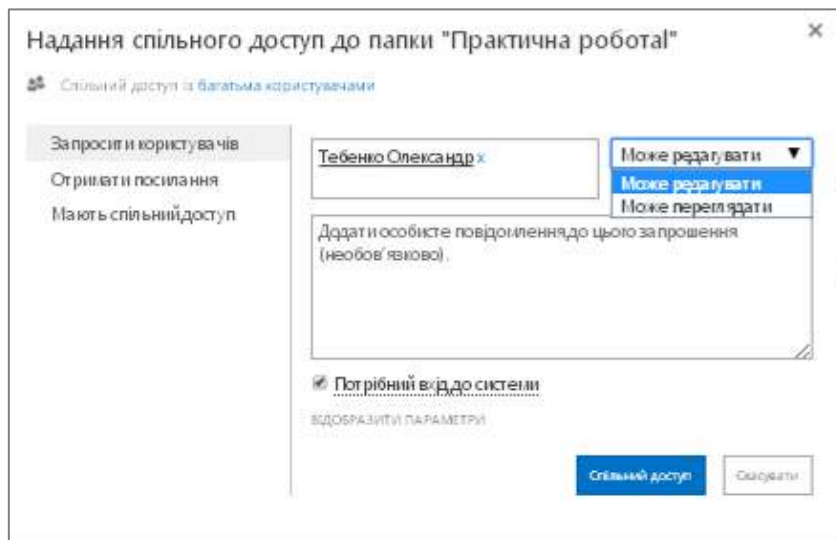 Надання спільного доступ до папки "Практична роботаl"
×
Спільний доступ із багатьма користувачами
Запросити користувачів
Отримати посилання
Мають спільний доступ
Тебенко Олександр x
Може редагувати ▼
Може редагувати
Може переглядати
Додати особисте повідомлення до цього запрошення
(необов'язково).
Потрібний вхід до системи
ВІДОБРАЗИТИ ПАРАМЕТРИ
Спільний доступ
Скасувати